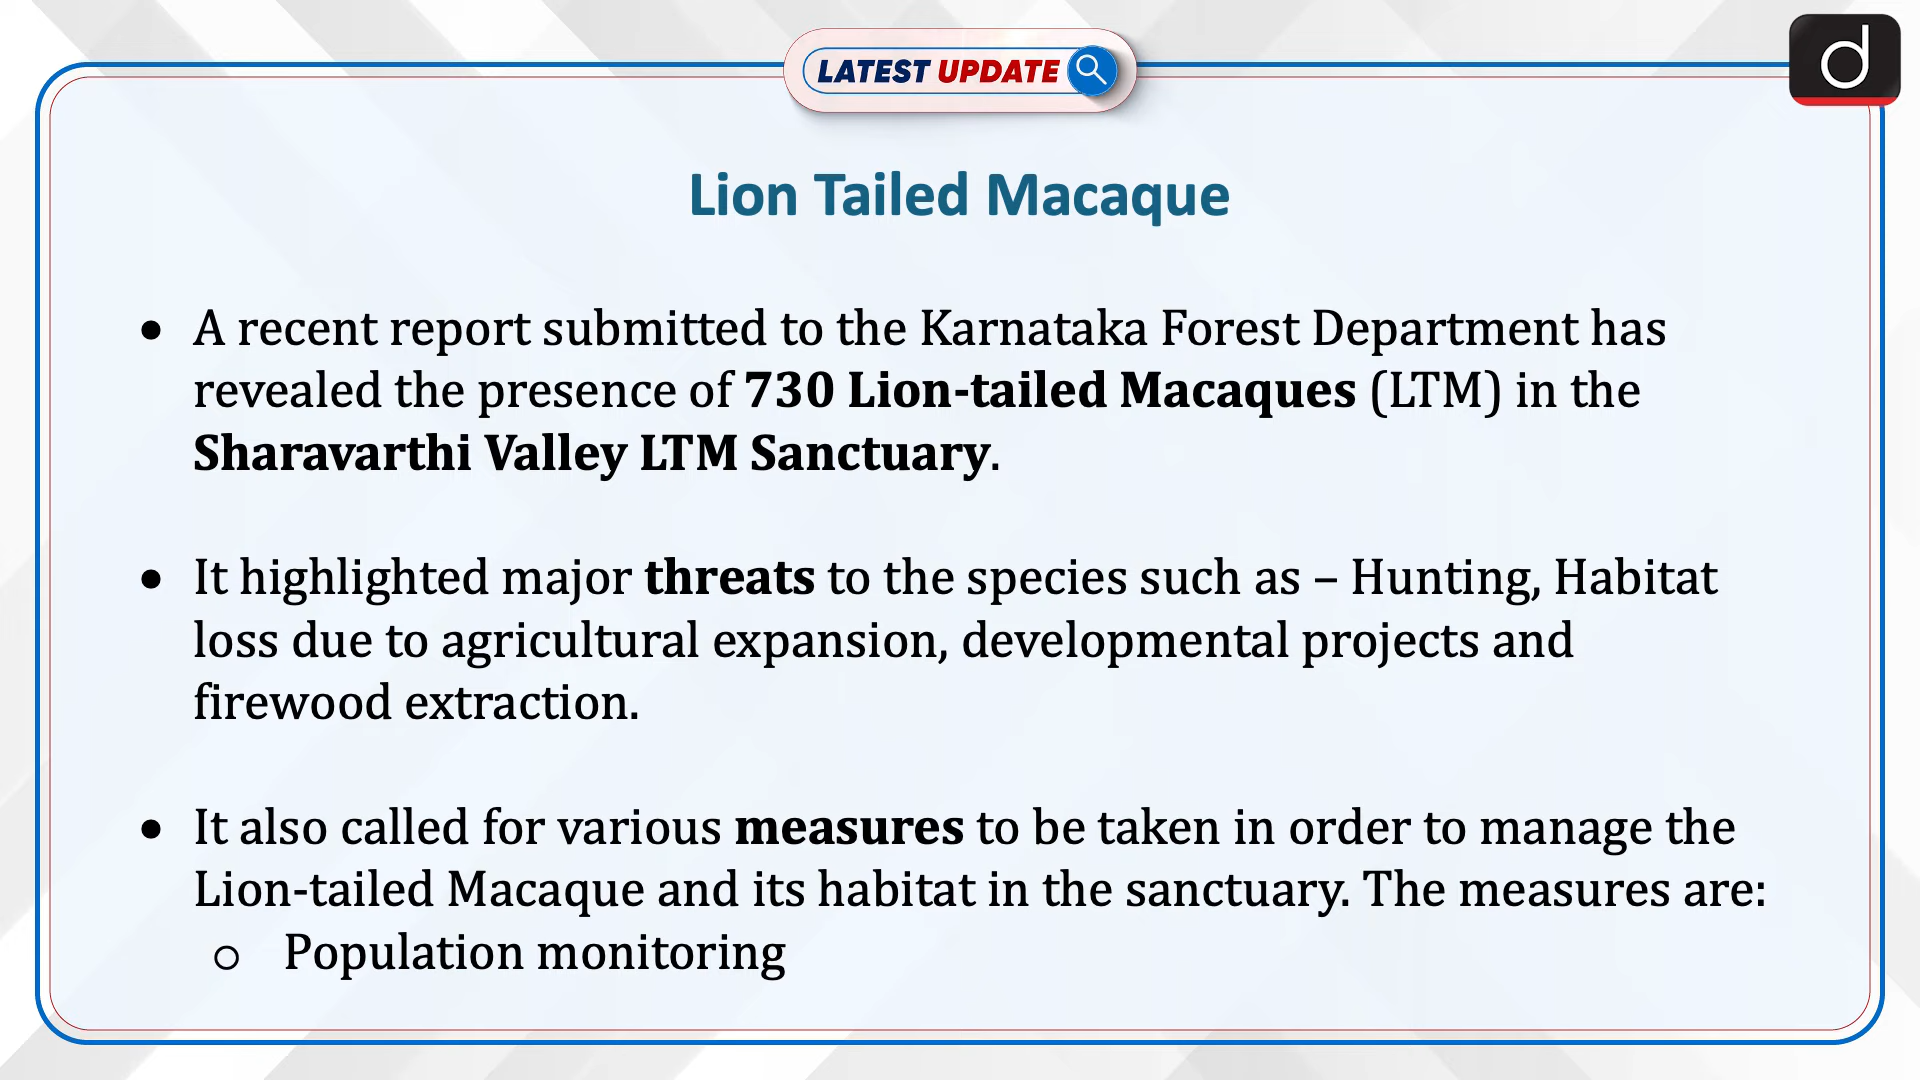 LATEST UPDATE
d
Lion Tailed Macaque
• A recent report submitted to the Karnataka Forest Department has
revealed the presence of 730 Lion-tailed Macaques (LTM) in the
Sharavarthi Valley LTM Sanctuary.
• It highlighted major threats to the species such as – Hunting, Habitat
loss due to agricultural expansion, developmental projects and
firewood extraction.
• It also called for various measures to be taken in order to manage the
Lion-tailed Macaque and its habitat in the sanctuary. The measures are:
○ Population monitoring